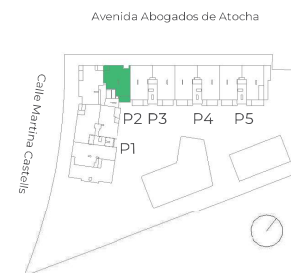 Avenida Abogados de Atocha
Calle Martina Castells
P2 P3 P4 P5
P1